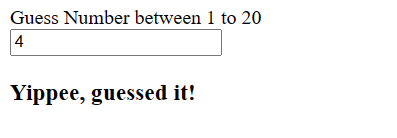 Guess Number between 1 to 20
4
Yippee, guessed it!